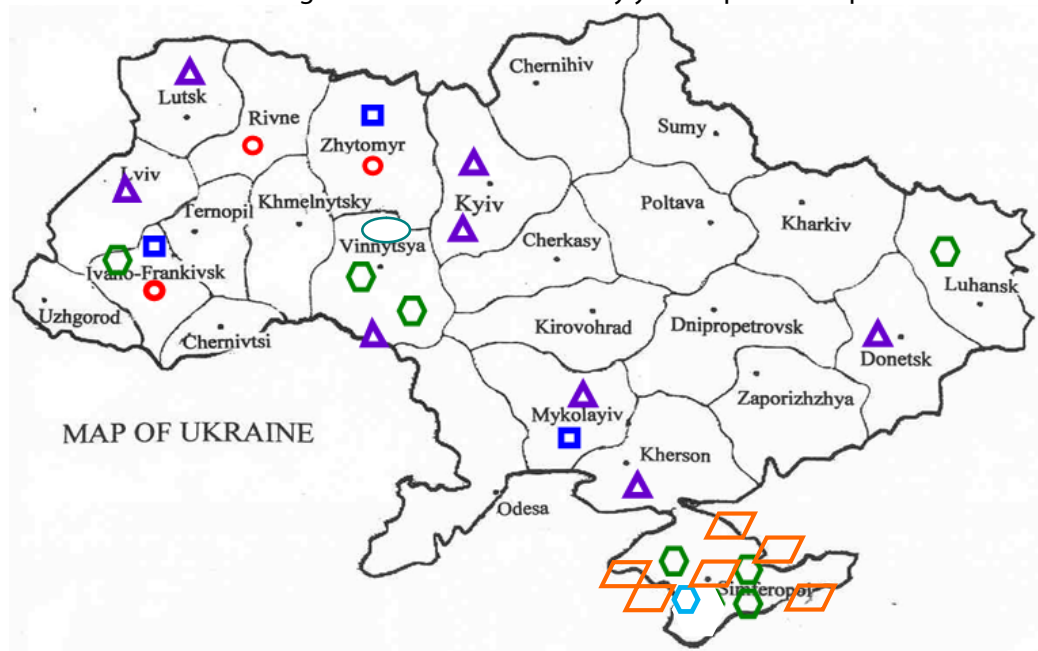 Chernihiv
Lutsk
Rivne
Sumy
Zhytomyr
Lviv
Khmelnytsky
Ternopil
Kyiv
Poltava
Kharkiv
Vinnytsya
Cherkasy
Ivano-Frankivsk
Luhansk
Uzhgorod
Kirovohrad
Dnipropetrovsk
Chernivtsi
Donetsk
Zaporizhzhya
Mykolayiv
MAP OF UKRAINE
Kherson
Odesa
Simferopol